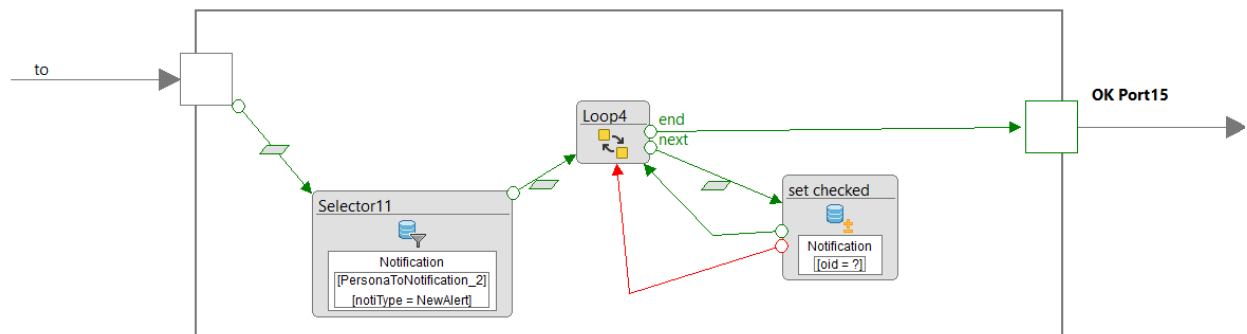 to
OK Port15
Loop4
end
next
Selector11
Notification
[PersonaToNotification_2]
[notiType = NewAlert]
set checked
Notification
[oid = ?]